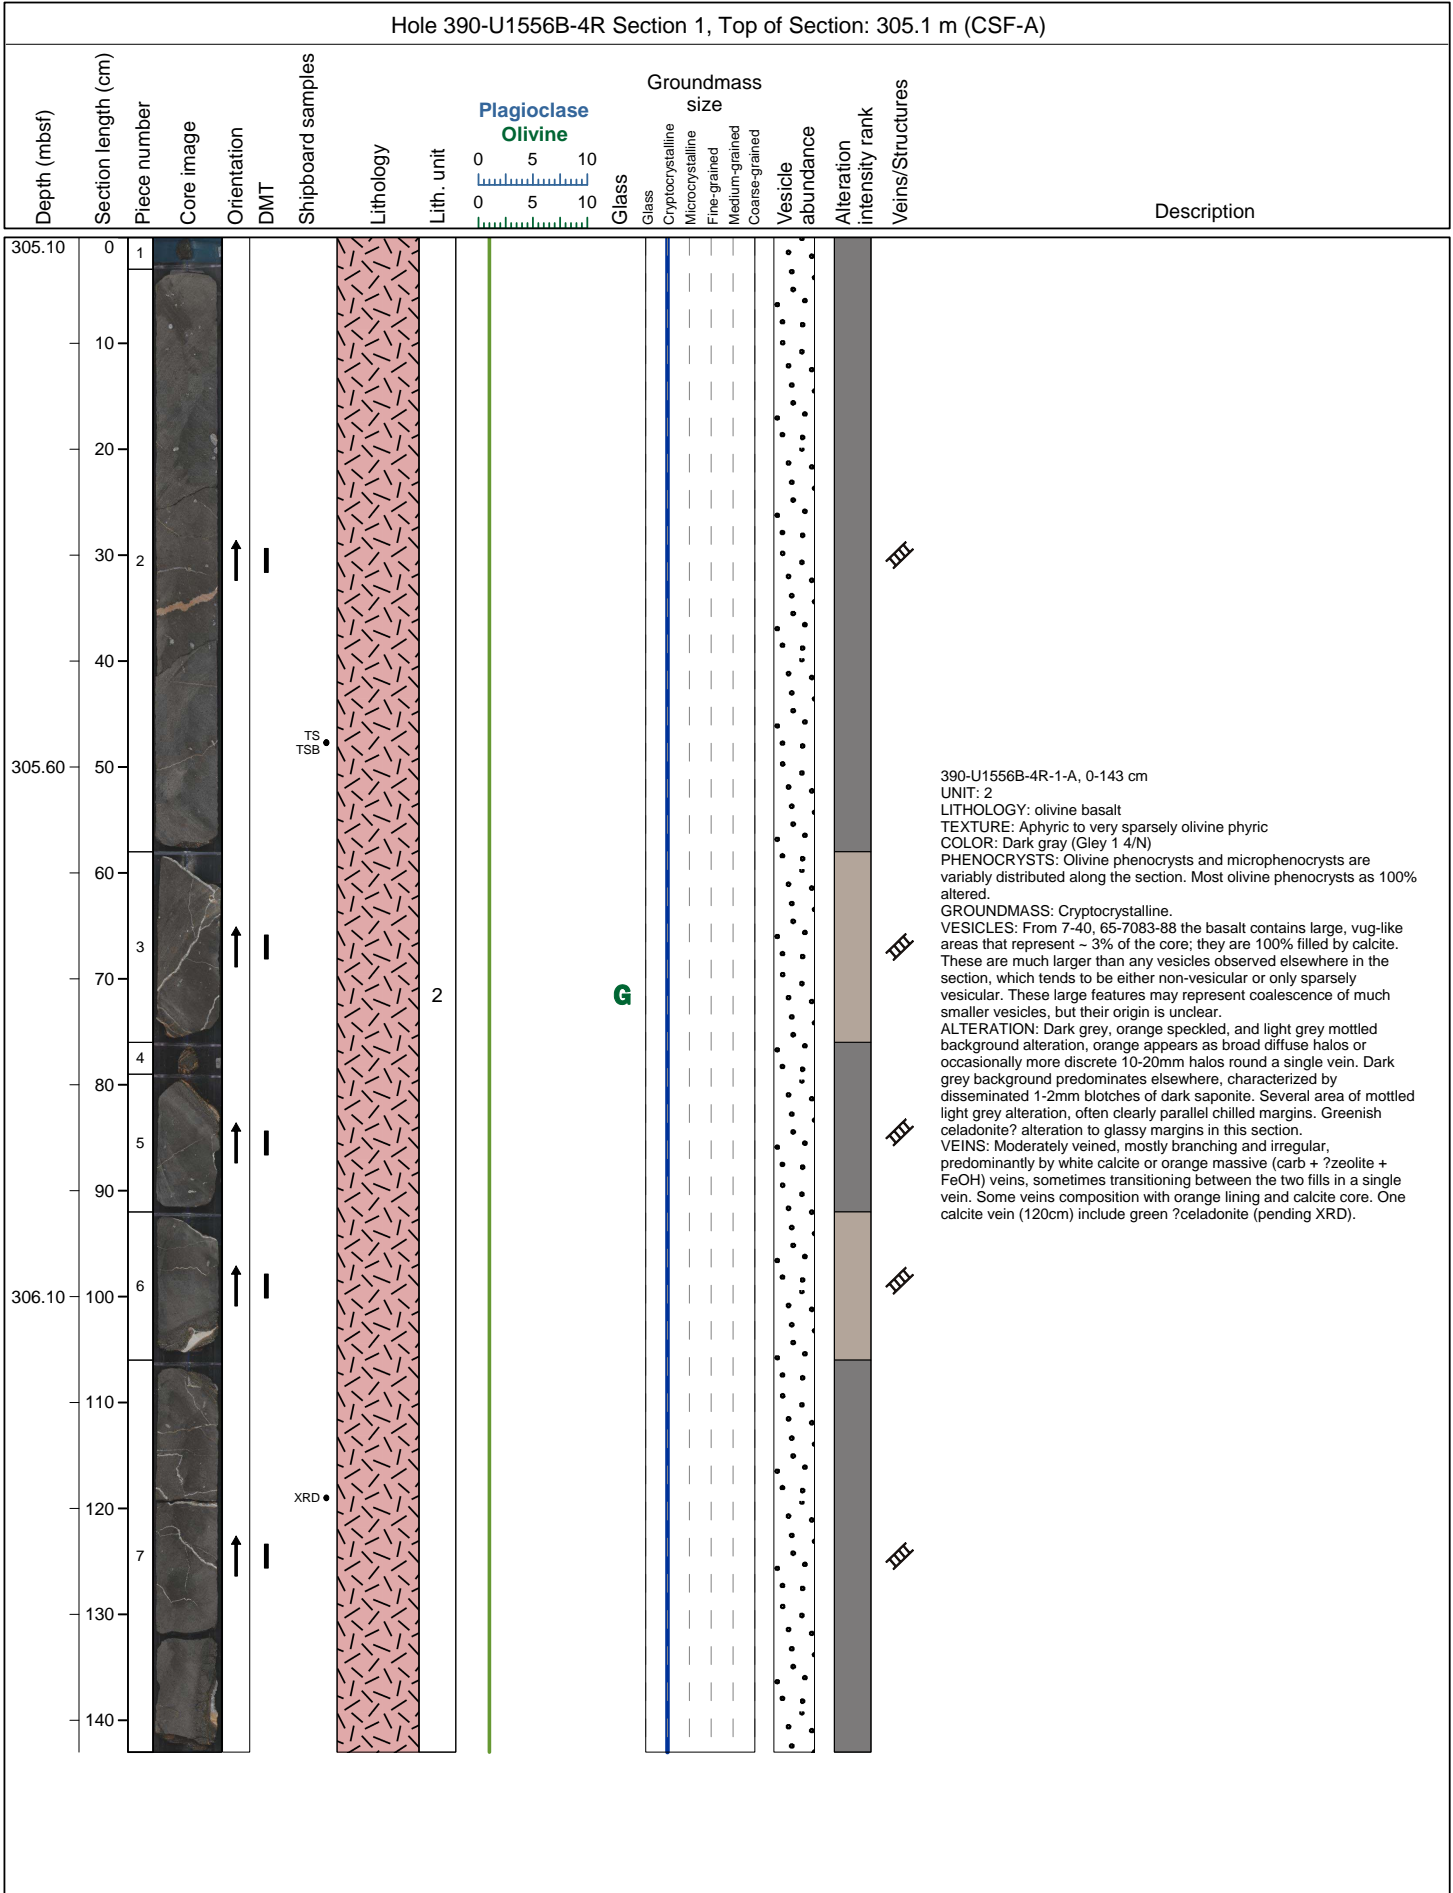 Hole 390-U1556B-4R Section 1, Top of Section: 305.1 m (CSF-A)
Depth (mbsf)
Section length (cm)
Piece number
Core image
Orientation
DMT
Shipboard samples
Lithology
Lith. unit
Plagioclase
Olivine
0 5 10
0 5 10
Glass
Groundmass
size
Glass
Cryptocrystalline
Microcrystalline
Fine-grained
Medium-grained
Coarse-grained
Vesicle
abundance
Alteration
intensity rank
Veins/Structures
Description
305.10
305.60
306.10
0
10
20
30
40
50
60
70
80
90
100
110
120
130
140
1
2
3
4
5
6
7
TS
TSB
XRD
2
G
390-U1556B-4R-1-A, 0-143 cm
UNIT: 2
LITHOLOGY: olivine basalt
TEXTURE: Aphyric to very sparsely olivine phyric
COLOR: Dark gray (Gley 1 4/N)
PHENOCRYSTS: Olivine phenocrysts and microphenocrysts are
variably distributed along the section. Most olivine phenocrysts as 100%
altered.
GROUNDMASS: Cryptocrystalline.
VESICLES: From 7-40, 65-7083-88 the basalt contains large, vug-like
areas that represent ~ 3% of the core; they are 100% filled by calcite.
These are much larger than any vesicles observed elsewhere in the
section, which tends to be either non-vesicular or only sparsely
vesicular. These large features may represent coalescence of much
smaller vesicles, but their origin is unclear.
ALTERATION: Dark grey, orange speckled, and light grey mottled
background alteration, orange appears as broad diffuse halos or
occasionally more discrete 10-20mm halos round a single vein. Dark
grey background predominates elsewhere, characterized by
disseminated 1-2mm blotches of dark saponite. Several area of mottled
light grey alteration, often clearly parallel chilled margins. Greenish
celadonite? alteration to glassy margins in this section.
VEINS: Moderately veined, mostly branching and irregular,
predominantly by white calcite or orange massive (carb + ?zeolite +
FeOH) veins, sometimes transitioning between the two fills in a single
vein. Some veins composition with orange lining and calcite core. One
calcite vein (120cm) include green ?celadonite (pending XRD).